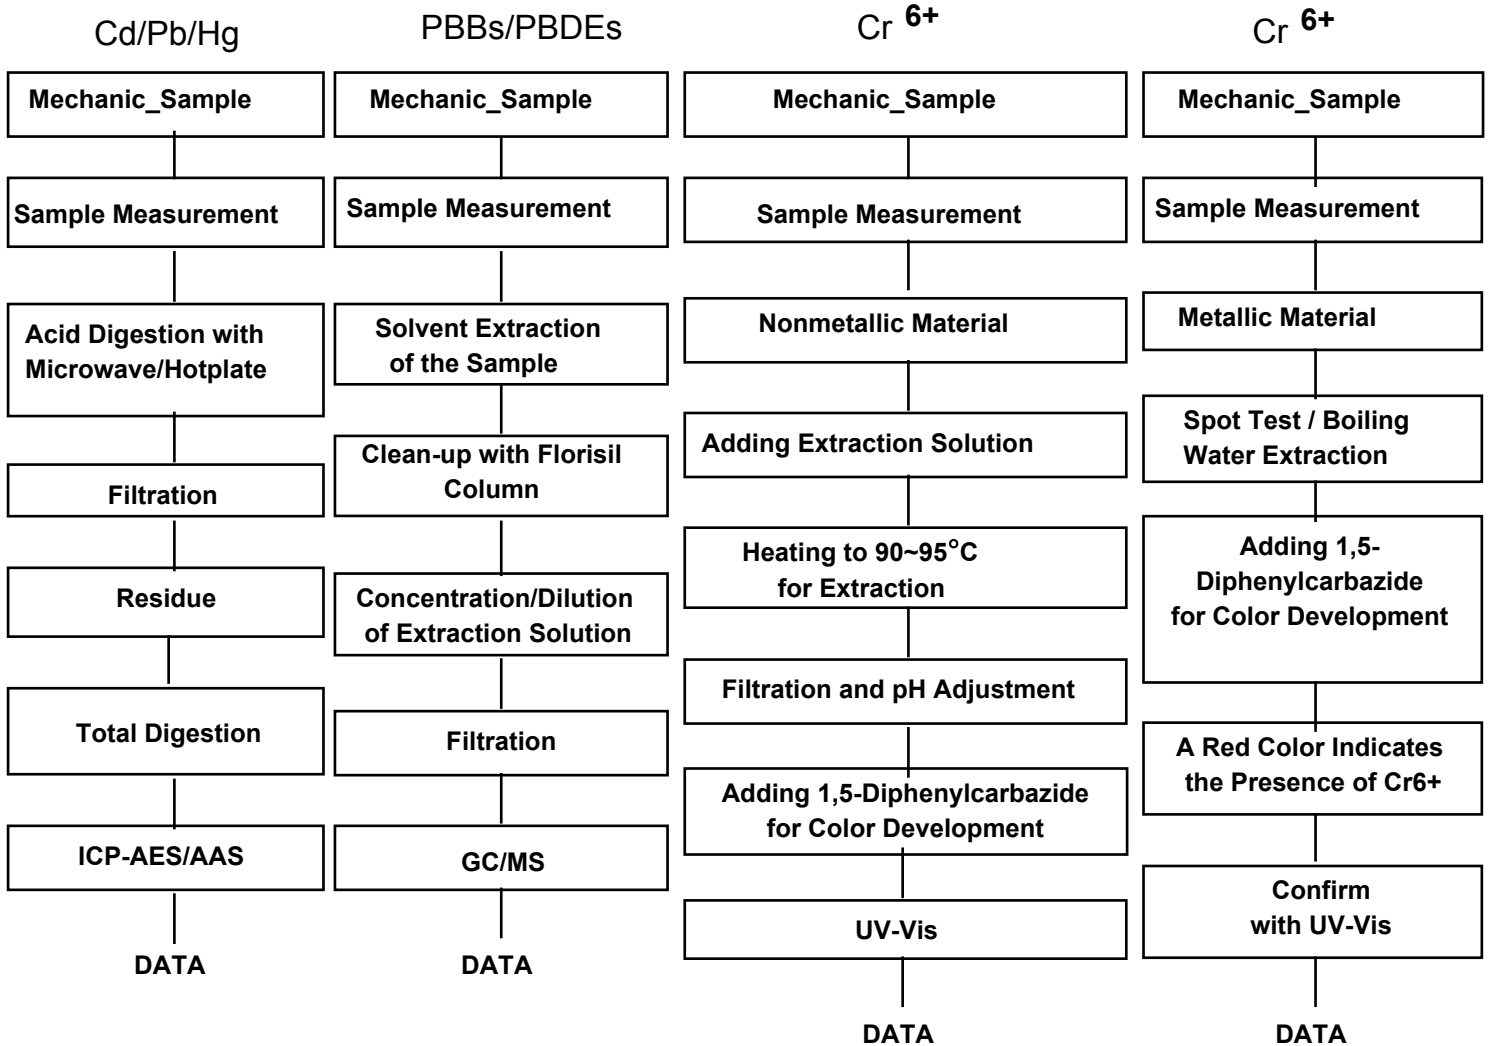 Cd/Pb/Hg
Mechanic_Sample
Sample Measurement
Acid Digestion with
Microwave/Hotplate
Filtration
Residue
Total Digestion
ICP-AES/AAS
DATA
PBBs/PBDEs
Mechanic_Sample
Sample Measurement
Solvent Extraction
of the Sample
Clean-up with Florisil
Column
Concentration/Dilution
of Extraction Solution
Filtration
GC/MS
DATA
Cr 6+
Mechanic_Sample
Sample Measurement
Nonmetallic Material
Adding Extraction Solution
Heating to 90~95°C
for Extraction
Filtration and pH Adjustment
Adding 1,5-Diphenylcarbazide
for Color Development
UV-Vis
DATA
Cr 6+
Mechanic_Sample
Sample Measurement
Metallic Material
Spot Test / Boiling
Water Extraction
Adding 1,5-
Diphenylcarbazide
for Color Development
A Red Color Indicates
the Presence of Cr6+
Confirm
with UV-Vis
DATA